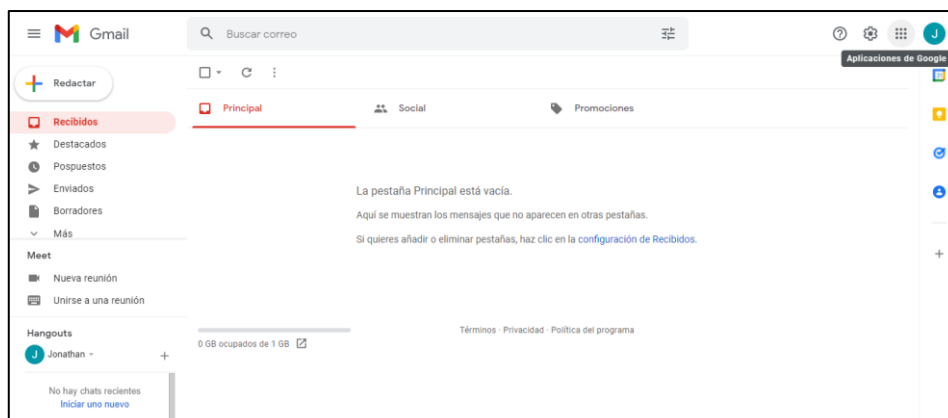 Gmail
Buscar correo
J
Aplicaciones de Google
Redactar
Principal
Social
Promociones
Recibidos
Destacados
Pospuestos
Enviados
Borradores
Más
La pestaña Principal está vacía.
Aquí se muestran los mensajes que no aparecen en otras pestañas.
Si quieres añadir o eliminar pestañas, haz clic en la configuración de Recibidos.
Meet
Nueva reunión
Unirse a una reunión
Hangouts
J Jonathan
No hay chats recientes
Iniciar uno nuevo
0 GB ocupados de 1 GB
Términos · Privacidad · Política del programa